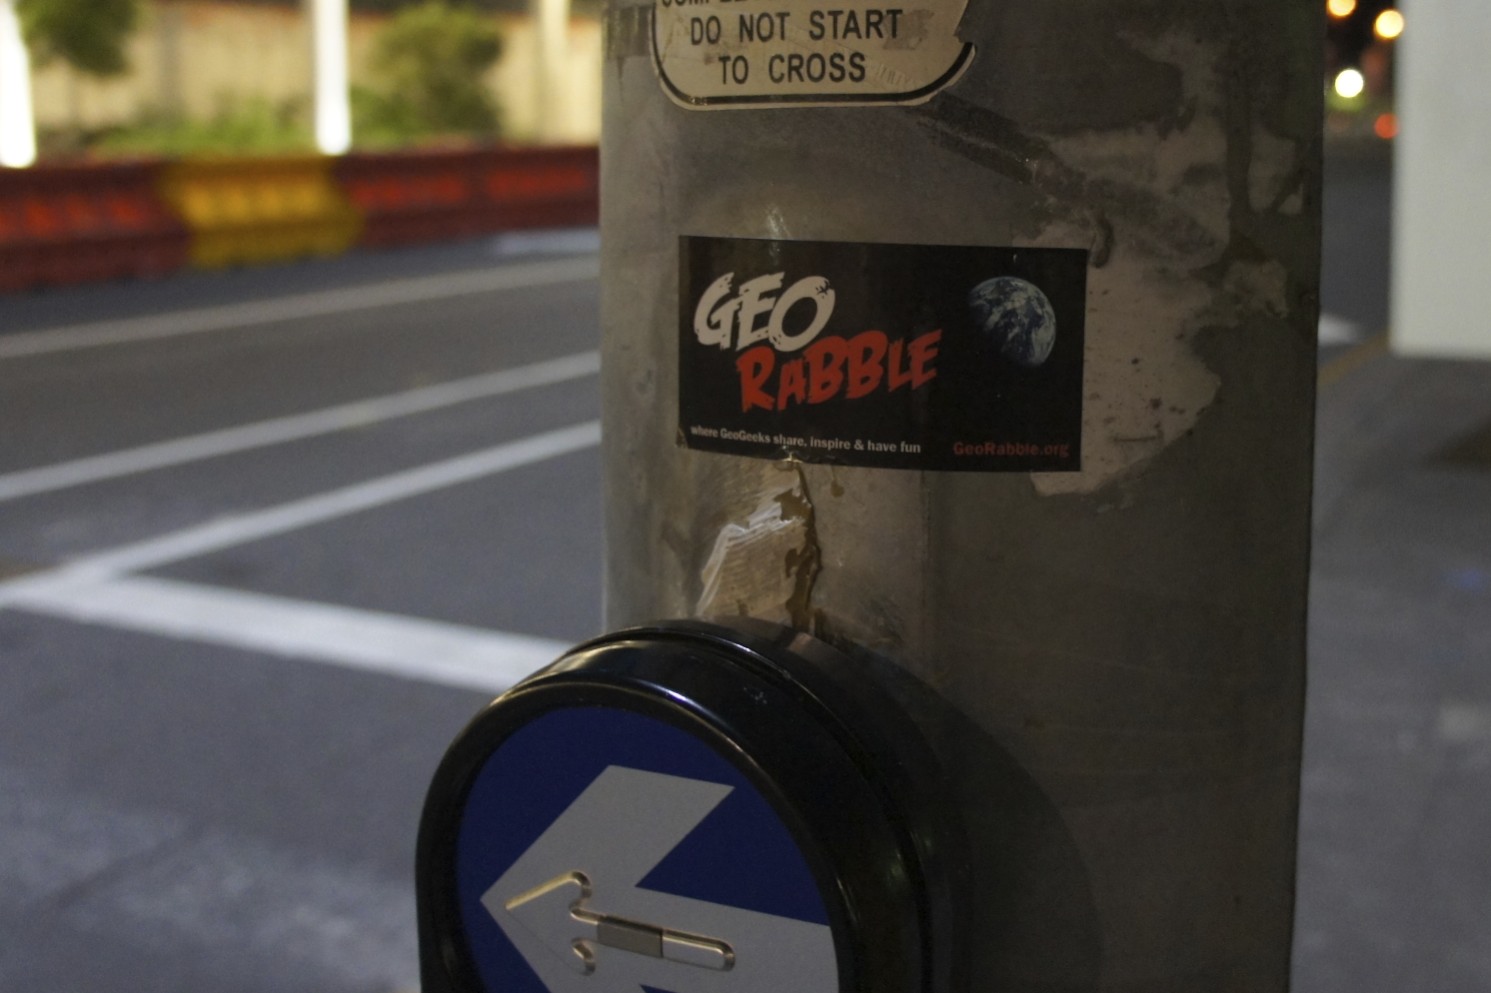 DO NOT START
TO CROSS
GEO
RABBLE
where GeoGeeks share, inspire & have fun
GeoRabble.org